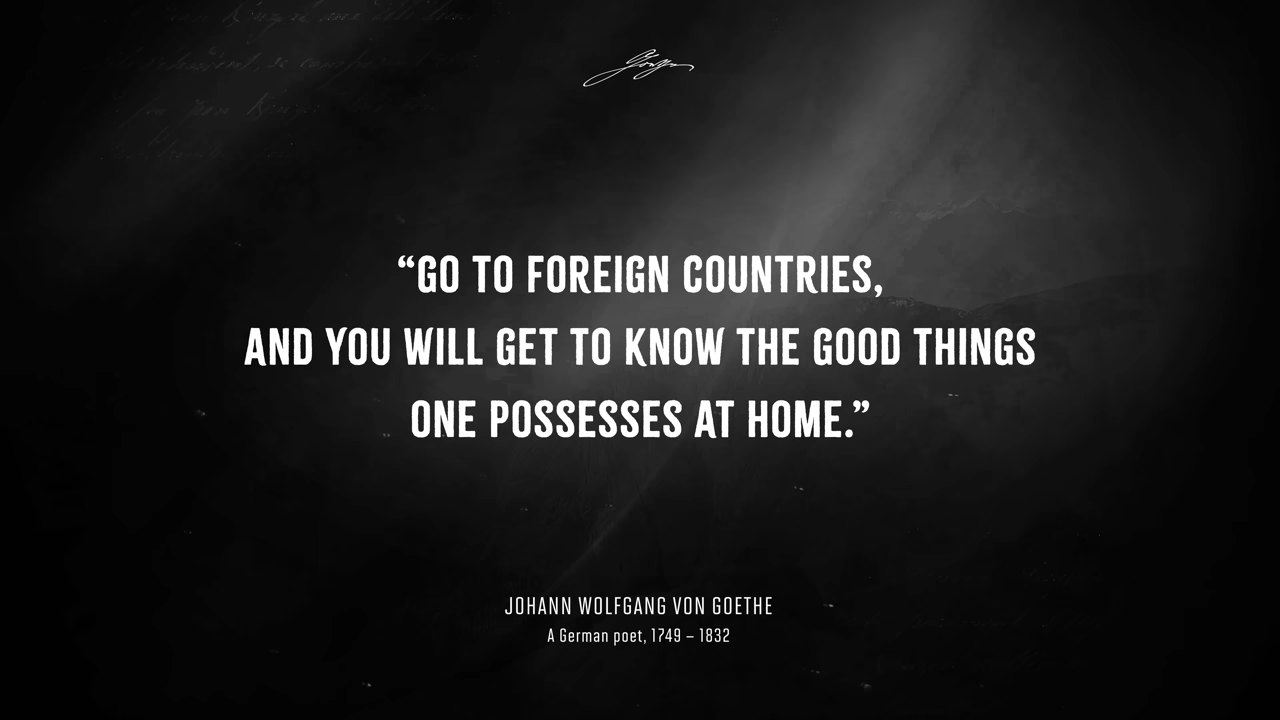 “GO TO FOREIGN COUNTRIES,
AND YOU WILL GET TO KNOW THE GOOD THINGS
ONE POSSESSES AT HOME.”
JOHANN WOLFGANG VON GOETHE
A German poet, 1749 – 1832